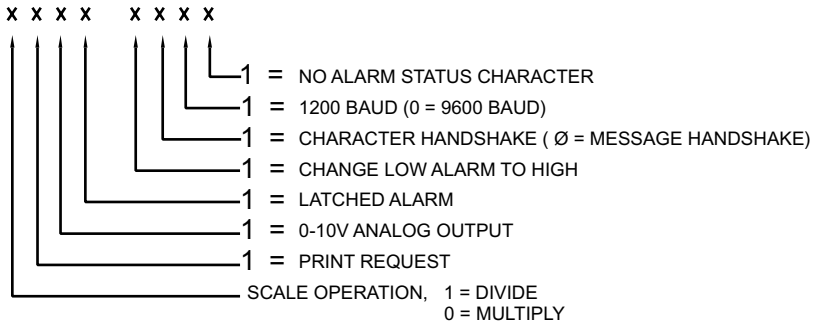 x x x x x x x x
1 = NO ALARM STATUS CHARACTER
1 = 1200 BAUD (0 = 9600 BAUD)
1 = CHARACTER HANDSHAKE ( Ø = MESSAGE HANDSHAKE)
1 = CHANGE LOW ALARM TO HIGH
1 = LATCHED ALARM
1 = 0-10V ANALOG OUTPUT
1 = PRINT REQUEST
SCALE OPERATION, 1 = DIVIDE
0 = MULTIPLY